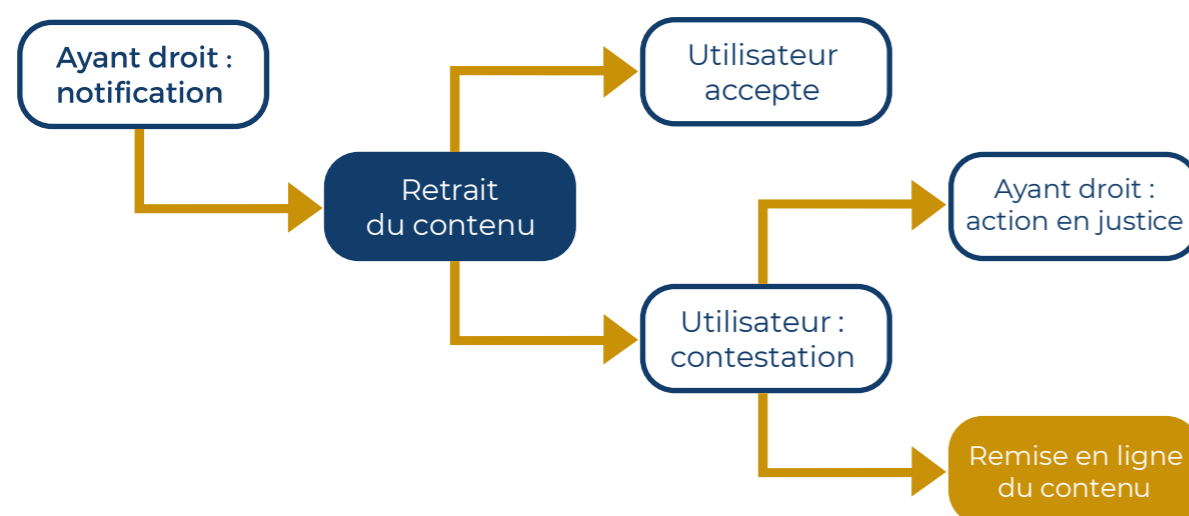 Ayant droit :
notification
Utilisateur
accepte
Retrait
du contenu
Ayant droit :
action en justice
Utilisateur :
contestation
Remise en ligne
du contenu